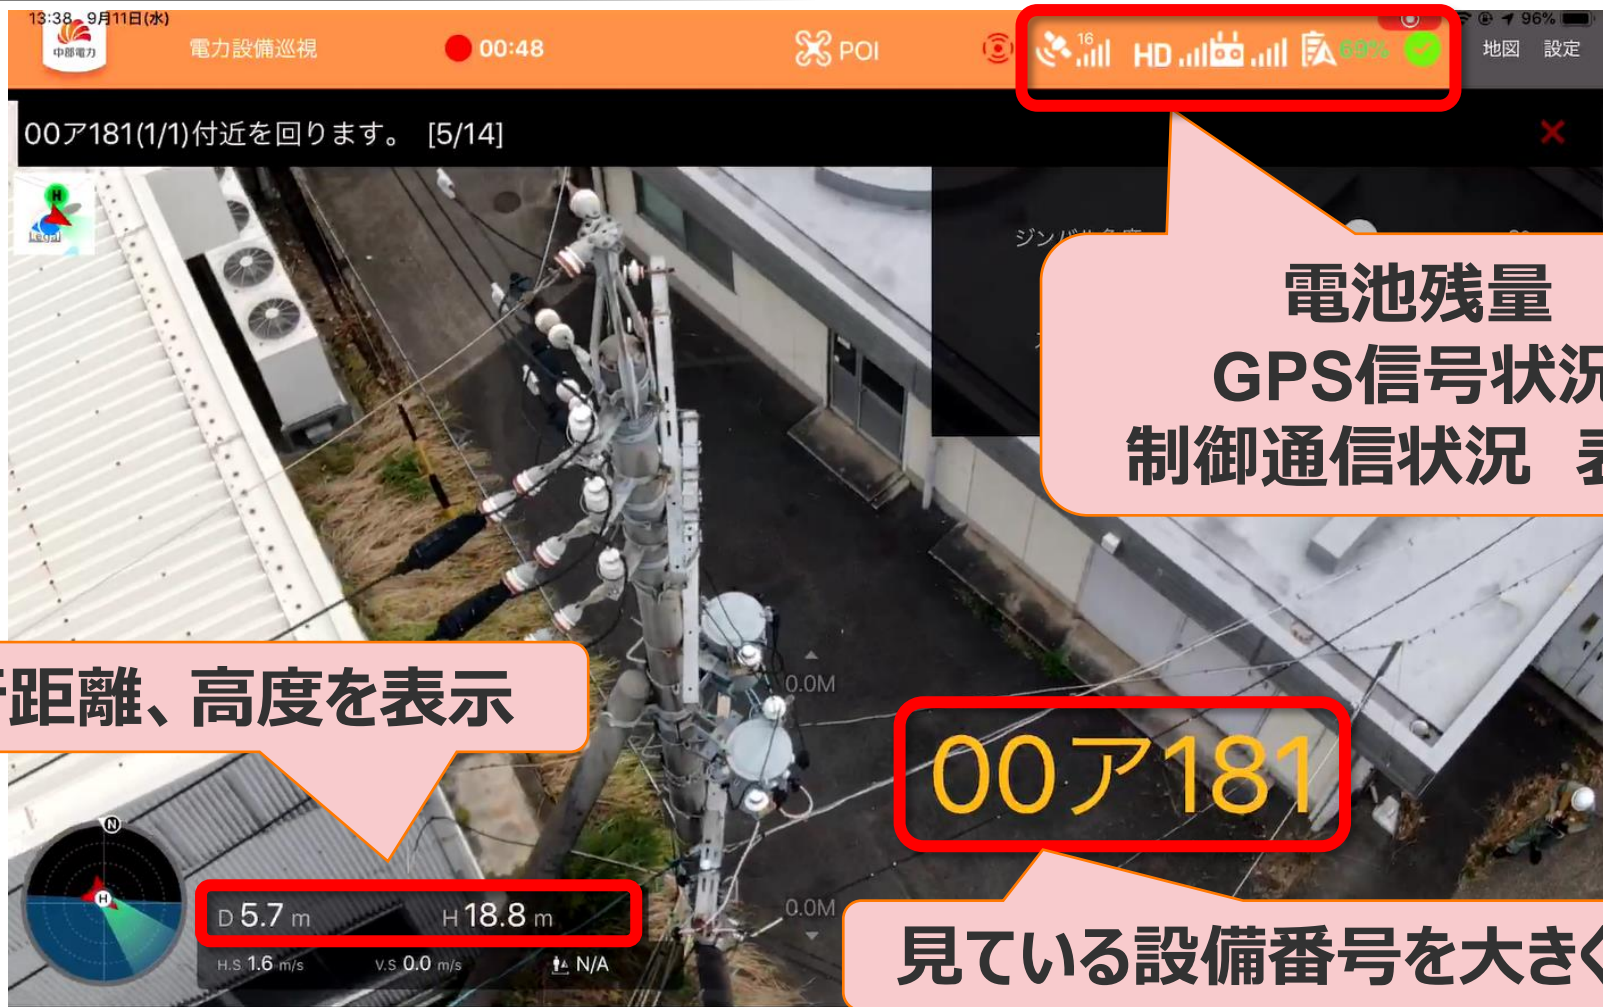 13:38 9月11日(水)
96%
中部電力
電力設備巡視
00:48
POI
16
HD
69%
地図 設定
00ア181(1/1)付近を回ります。 [5/14]
Legal
H
電池残量
GPS信号状況
制御通信状況 表
距離、高度を表示
0.0M
00ア181
N
H
D 5.7 m
H 18.8 m
0.0M
H.S 1.6 m/s
V.S 0.0 m/s
N/A
見ている設備番号を大きく